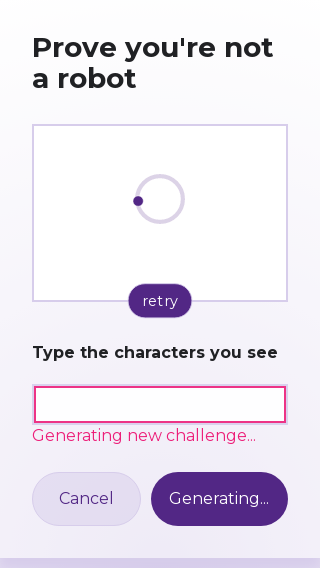 Prove you're not
a robot
retry
Type the characters you see
Generating new challenge...
Cancel
Generating...